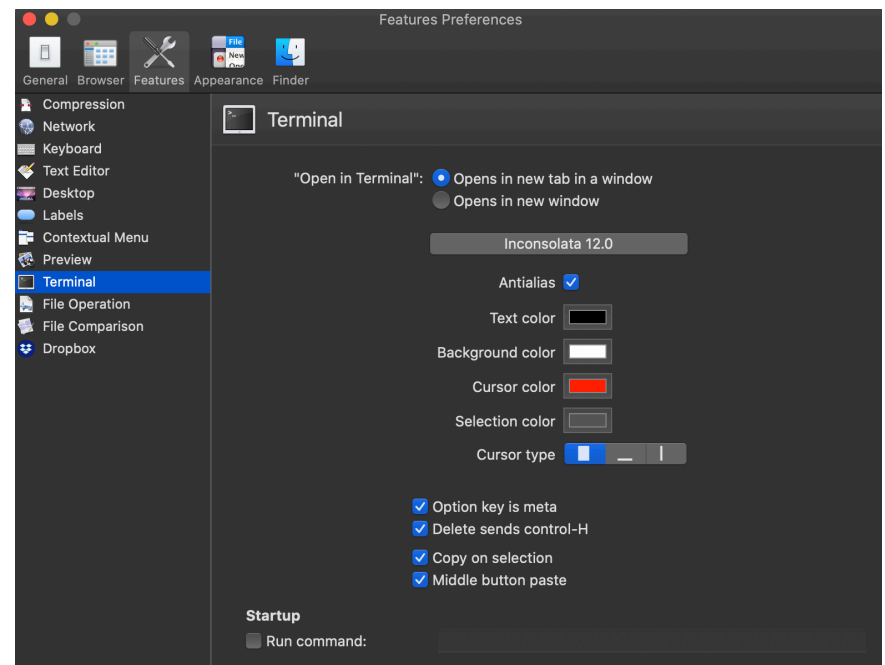 Features Preferences
File
New
General Browser Features Appearance Finder
Compression
Network
Keyboard
Text Editor
Desktop
Labels
Contextual Menu
Preview
Terminal
File Operation
File Comparison
Dropbox
Terminal
"Open in Terminal": Opens in new tab in a window
Opens in new window
Inconsolata 12.0
Antialias
Text color
Background color
Cursor color
Selection color
Cursor type
Option key is meta
Delete sends control-H
Copy on selection
Middle button paste
Startup
Run command: